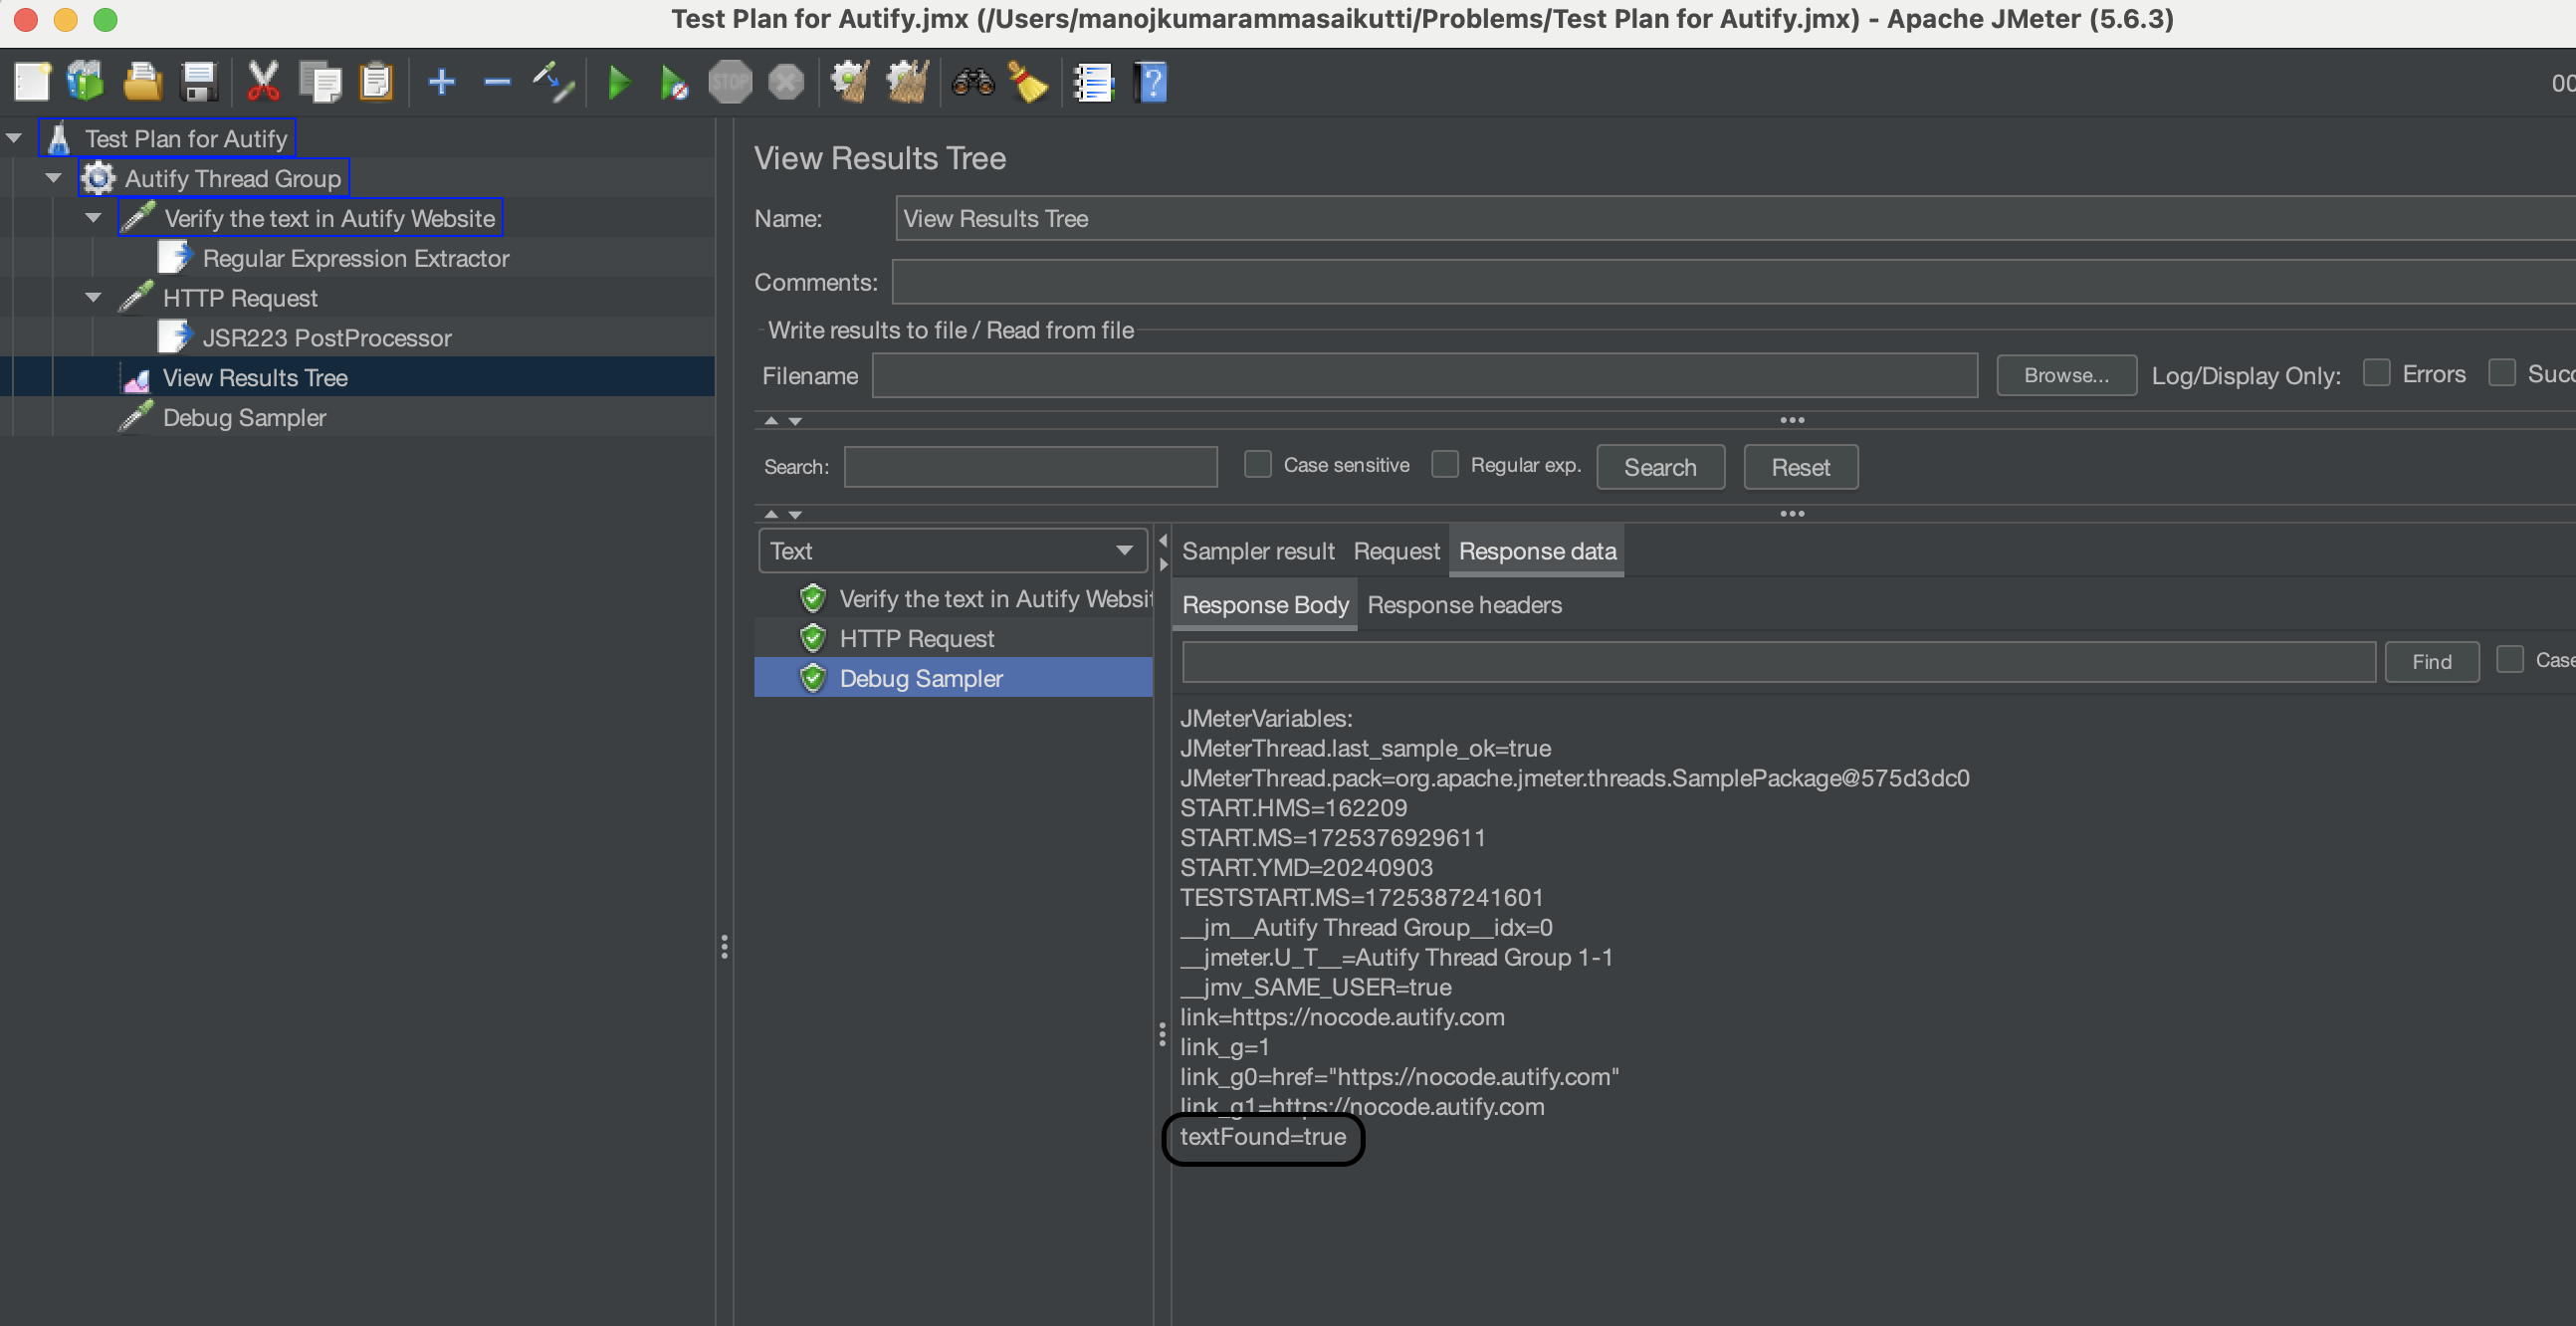 Test Plan for Autify.jmx (/Users/manojkumarammasaikutti/Problems/Test Plan for Autify.jmx) - Apache JMeter (5.6.3)
STOP
?
00
Test Plan for Autify
Autify Thread Group
Verify the text in Autify Website
Regular Expression Extractor
HTTP Request
JSR223 PostProcessor
View Results Tree
Debug Sampler
View Results Tree
Name: View Results Tree
Comments:
Write results to file / Read from file
Filename Browse... Log/Display Only: Errors Succ
Search: Case sensitive Regular exp. Search Reset
Text
Verify the text in Autify Websit
HTTP Request
Debug Sampler
Sampler result Request Response data
Response Body Response headers
Find Case
JMeterVariables:
JMeterThread.last_sample_ok=true
JMeterThread.pack=org.apache.jmeter.threads.SamplePackage@575d3dc0
START.HMS=162209
START.MS=1725376929611
START.YMD=20240903
TESTSTART.MS=1725387241601
__jm__Autify Thread Group__idx=0
__jmeter.U_T__=Autify Thread Group 1-1
__jmv_SAME_USER=true
link=https://nocode.autify.com
link_g=1
link_g0=href="https://nocode.autify.com"
link_g1=https://nocode.autify.com
textFound=true